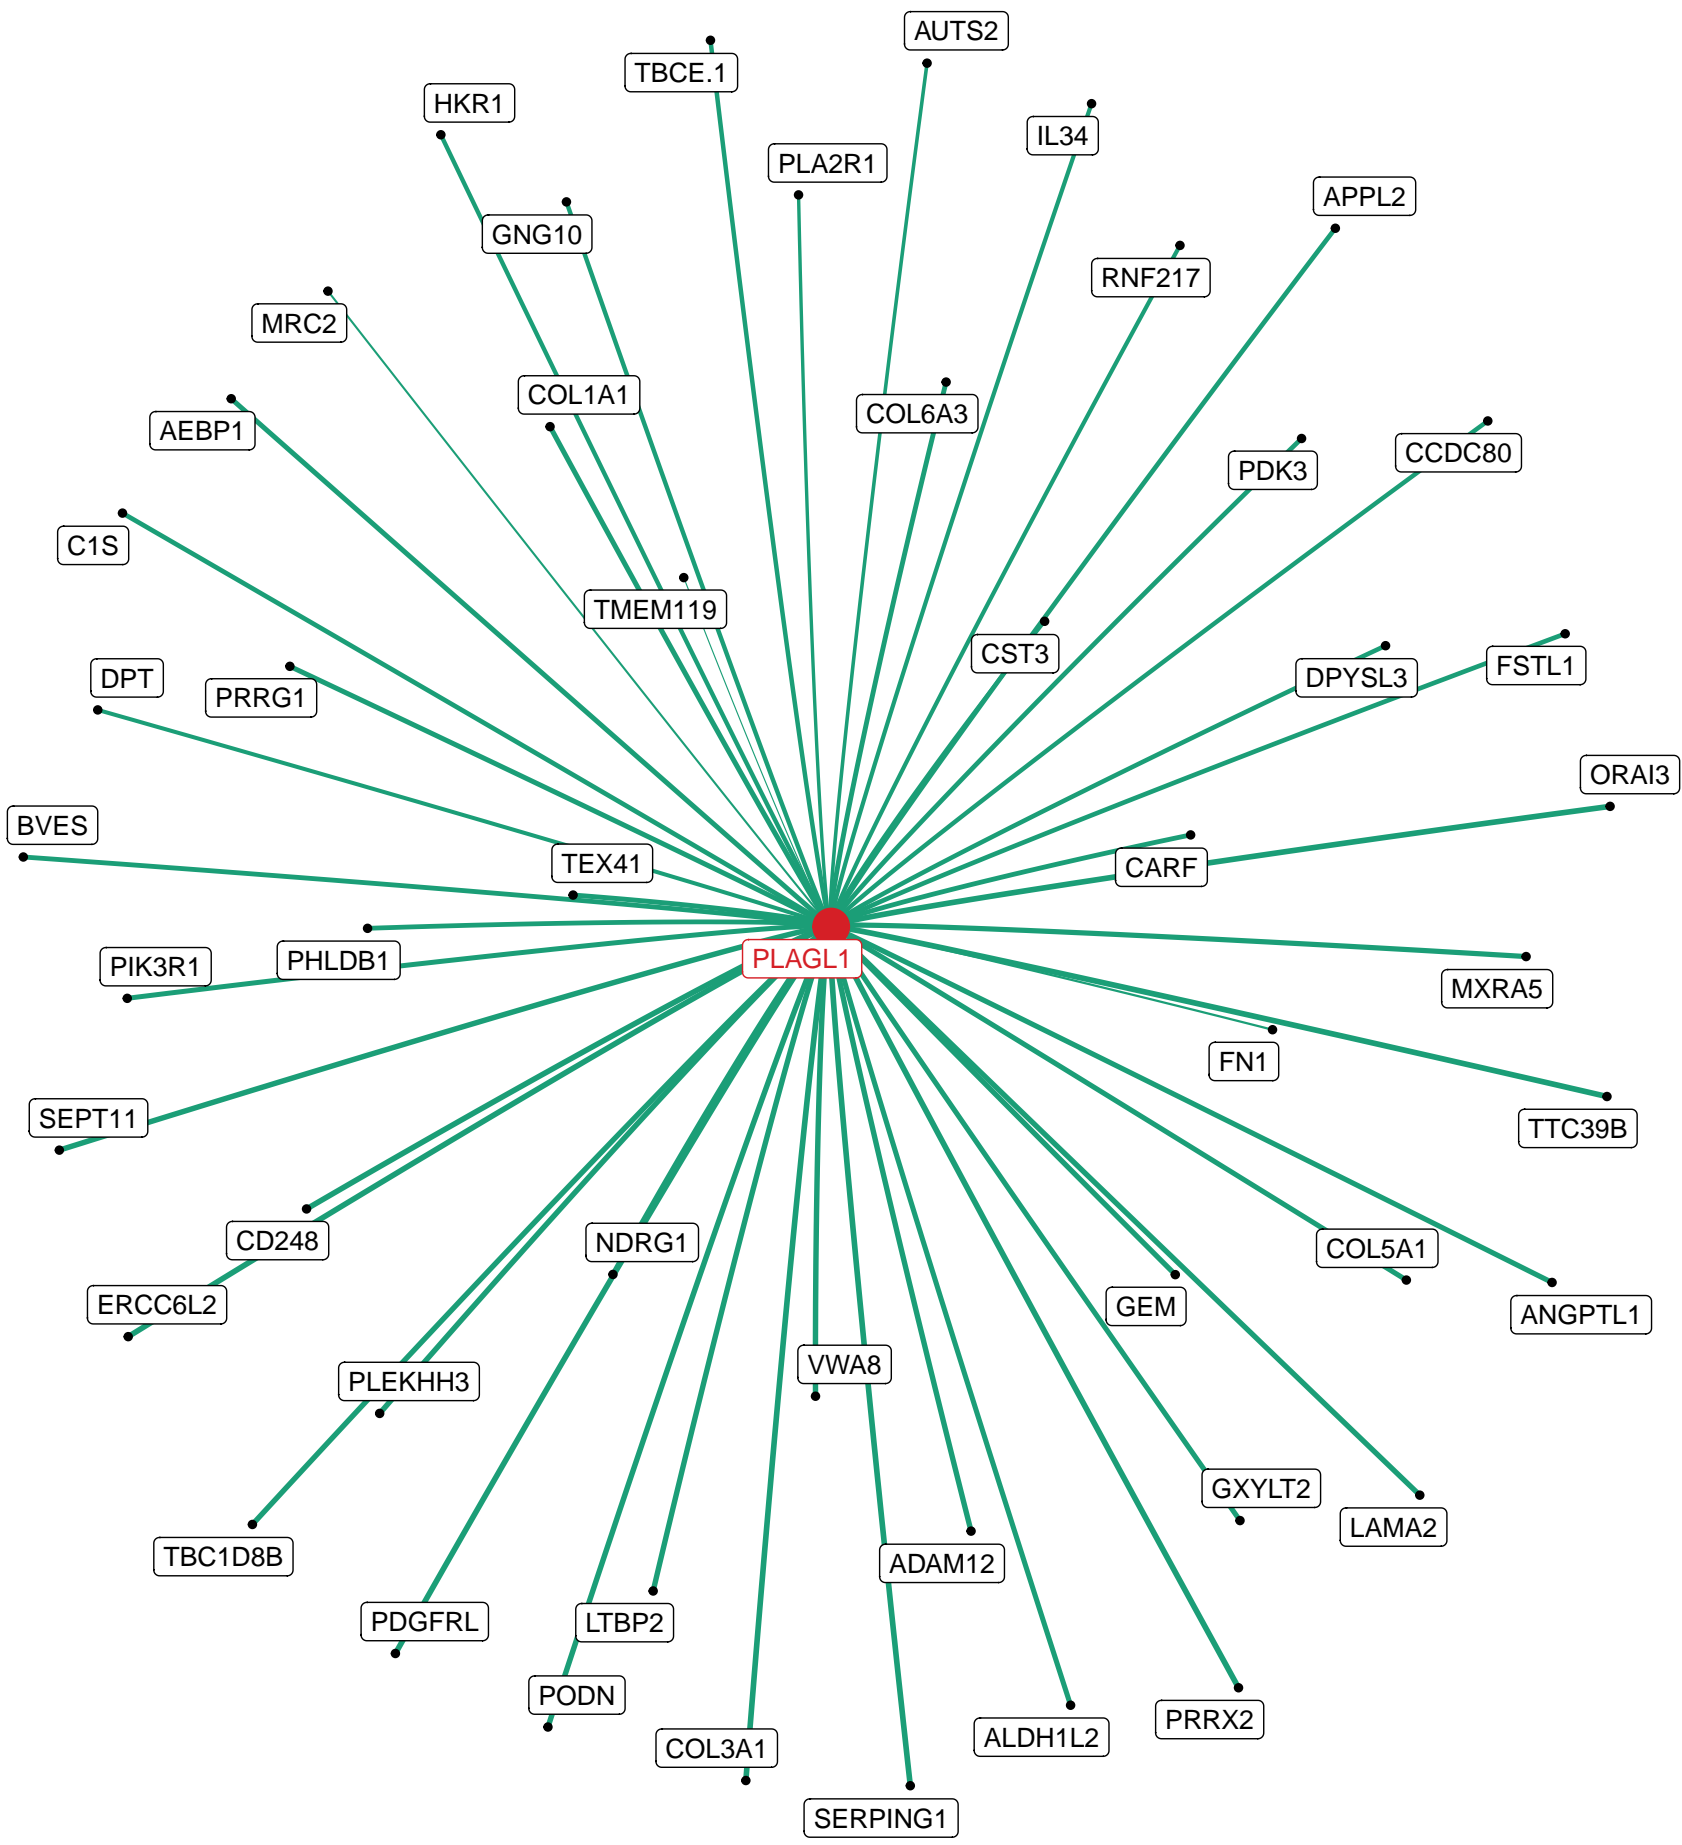 AUTS2
TBCE.1
HKR1
IL34
PLA2R1
APPL2
GNG10
RNF217
MRC2
COL1A1
COL6A3
AEBP1
CCDC80
PDK3
C1S
TMEM119
CST3
FSTL1
DPT
DPYSL3
PRRG1
ORAI3
BVES
TEX41
CARF
PLAGL1
PHLDB1
PIK3R1
MXRA5
FN1
SEPT11
TTC39B
CD248
NDRG1
COL5A1
ERCC6L2
GEM
ANGPTL1
VWA8
PLEKHH3
GXYLT2
LAMA2
TBC1D8B
ADAM12
PDGFRL
LTBP2
PODN
PRRX2
ALDH1L2
COL3A1
SERPING1